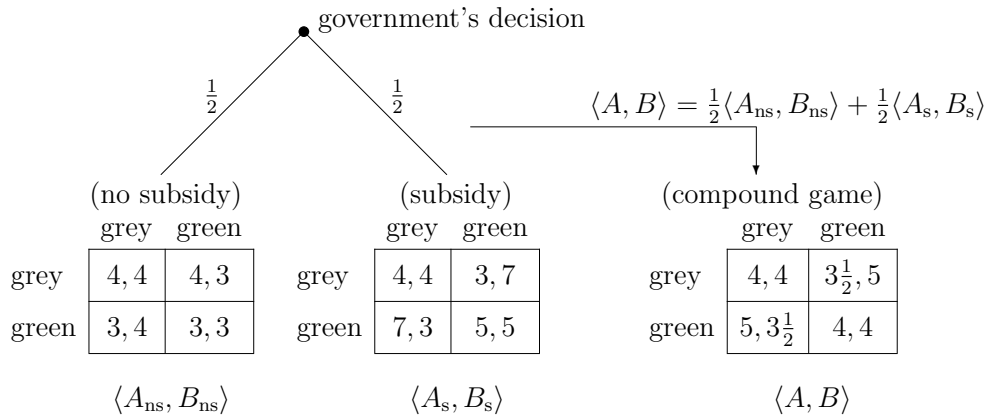 government's decision
1/2 1/2
⟨A, B⟩ = 1/2⟨A_ns, B_ns⟩ + 1/2⟨A_s, B_s⟩
(no subsidy) (subsidy) (compound game)
grey green grey green grey green
grey 4, 4 4, 3 grey 4, 4 3, 7 grey 4, 4 3 1/2, 5
green 3, 4 3, 3 green 7, 3 5, 5 green 5, 3 1/2 4, 4
⟨A_ns, B_ns⟩ ⟨A_s, B_s⟩ ⟨A, B⟩